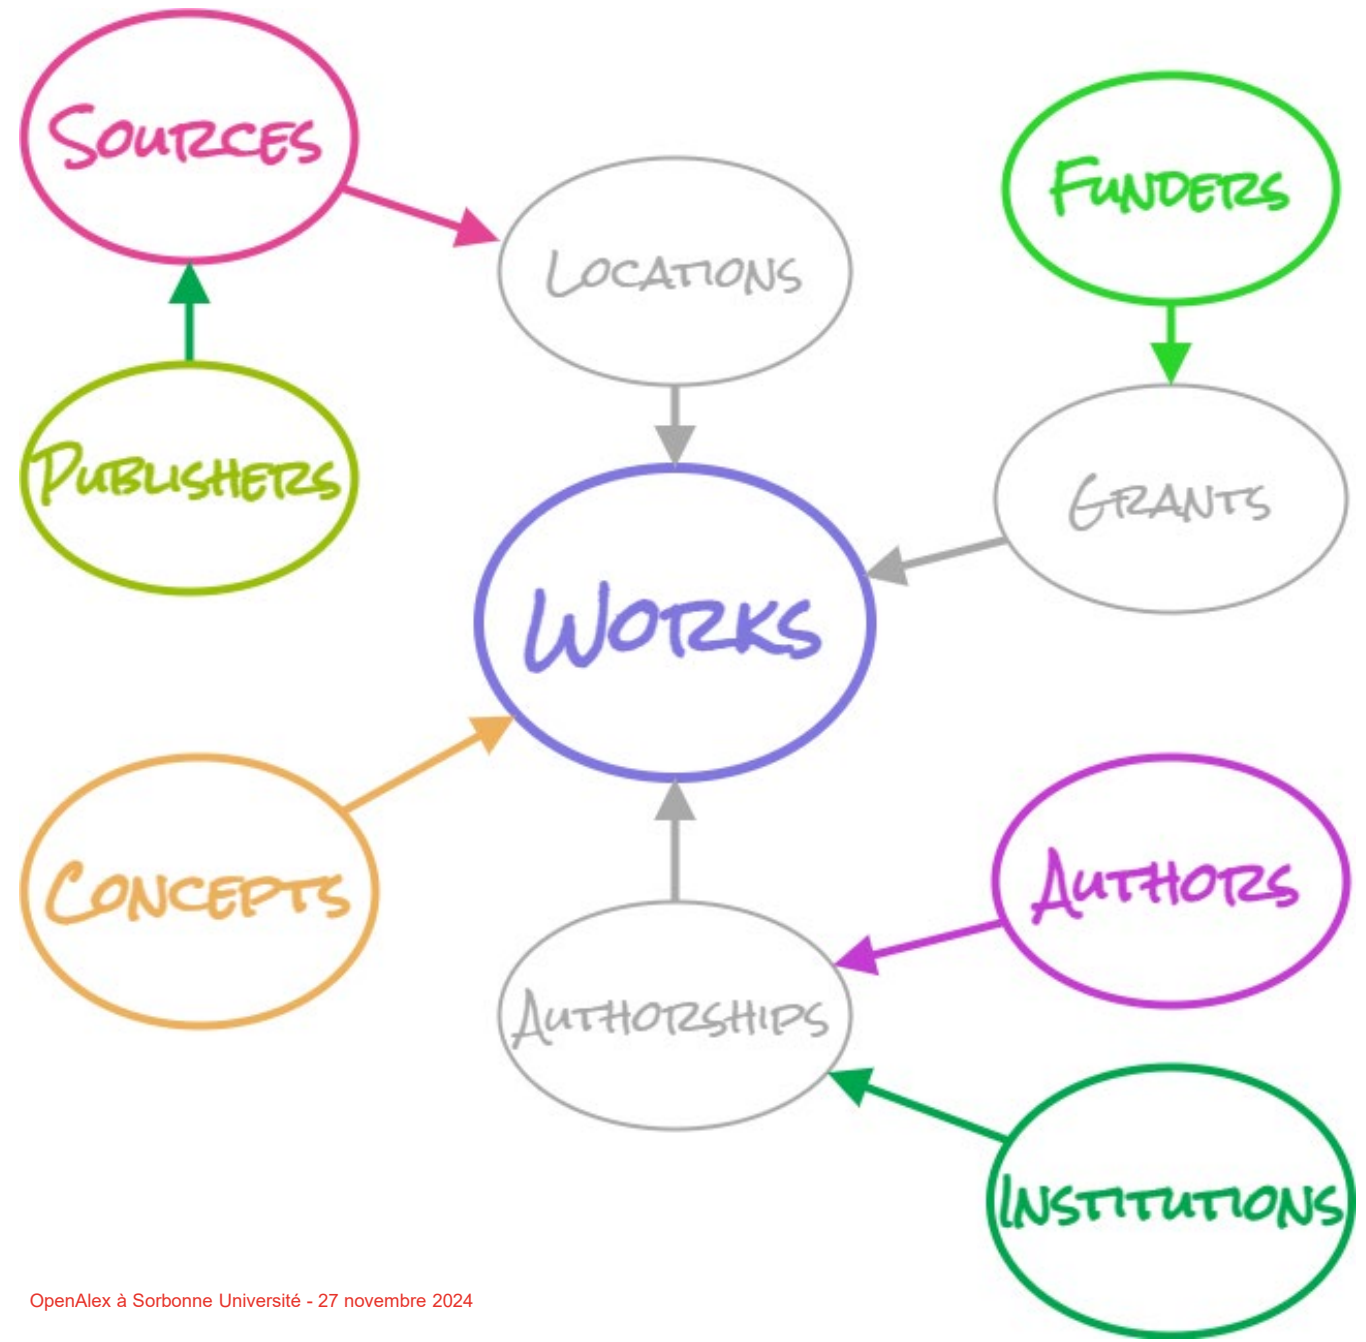 Sources
Funders
Locations
Publishers
Grants
Works
Concepts
Authors
Authorships
Institutions
OpenAlex à Sorbonne Université - 27 novembre 2024